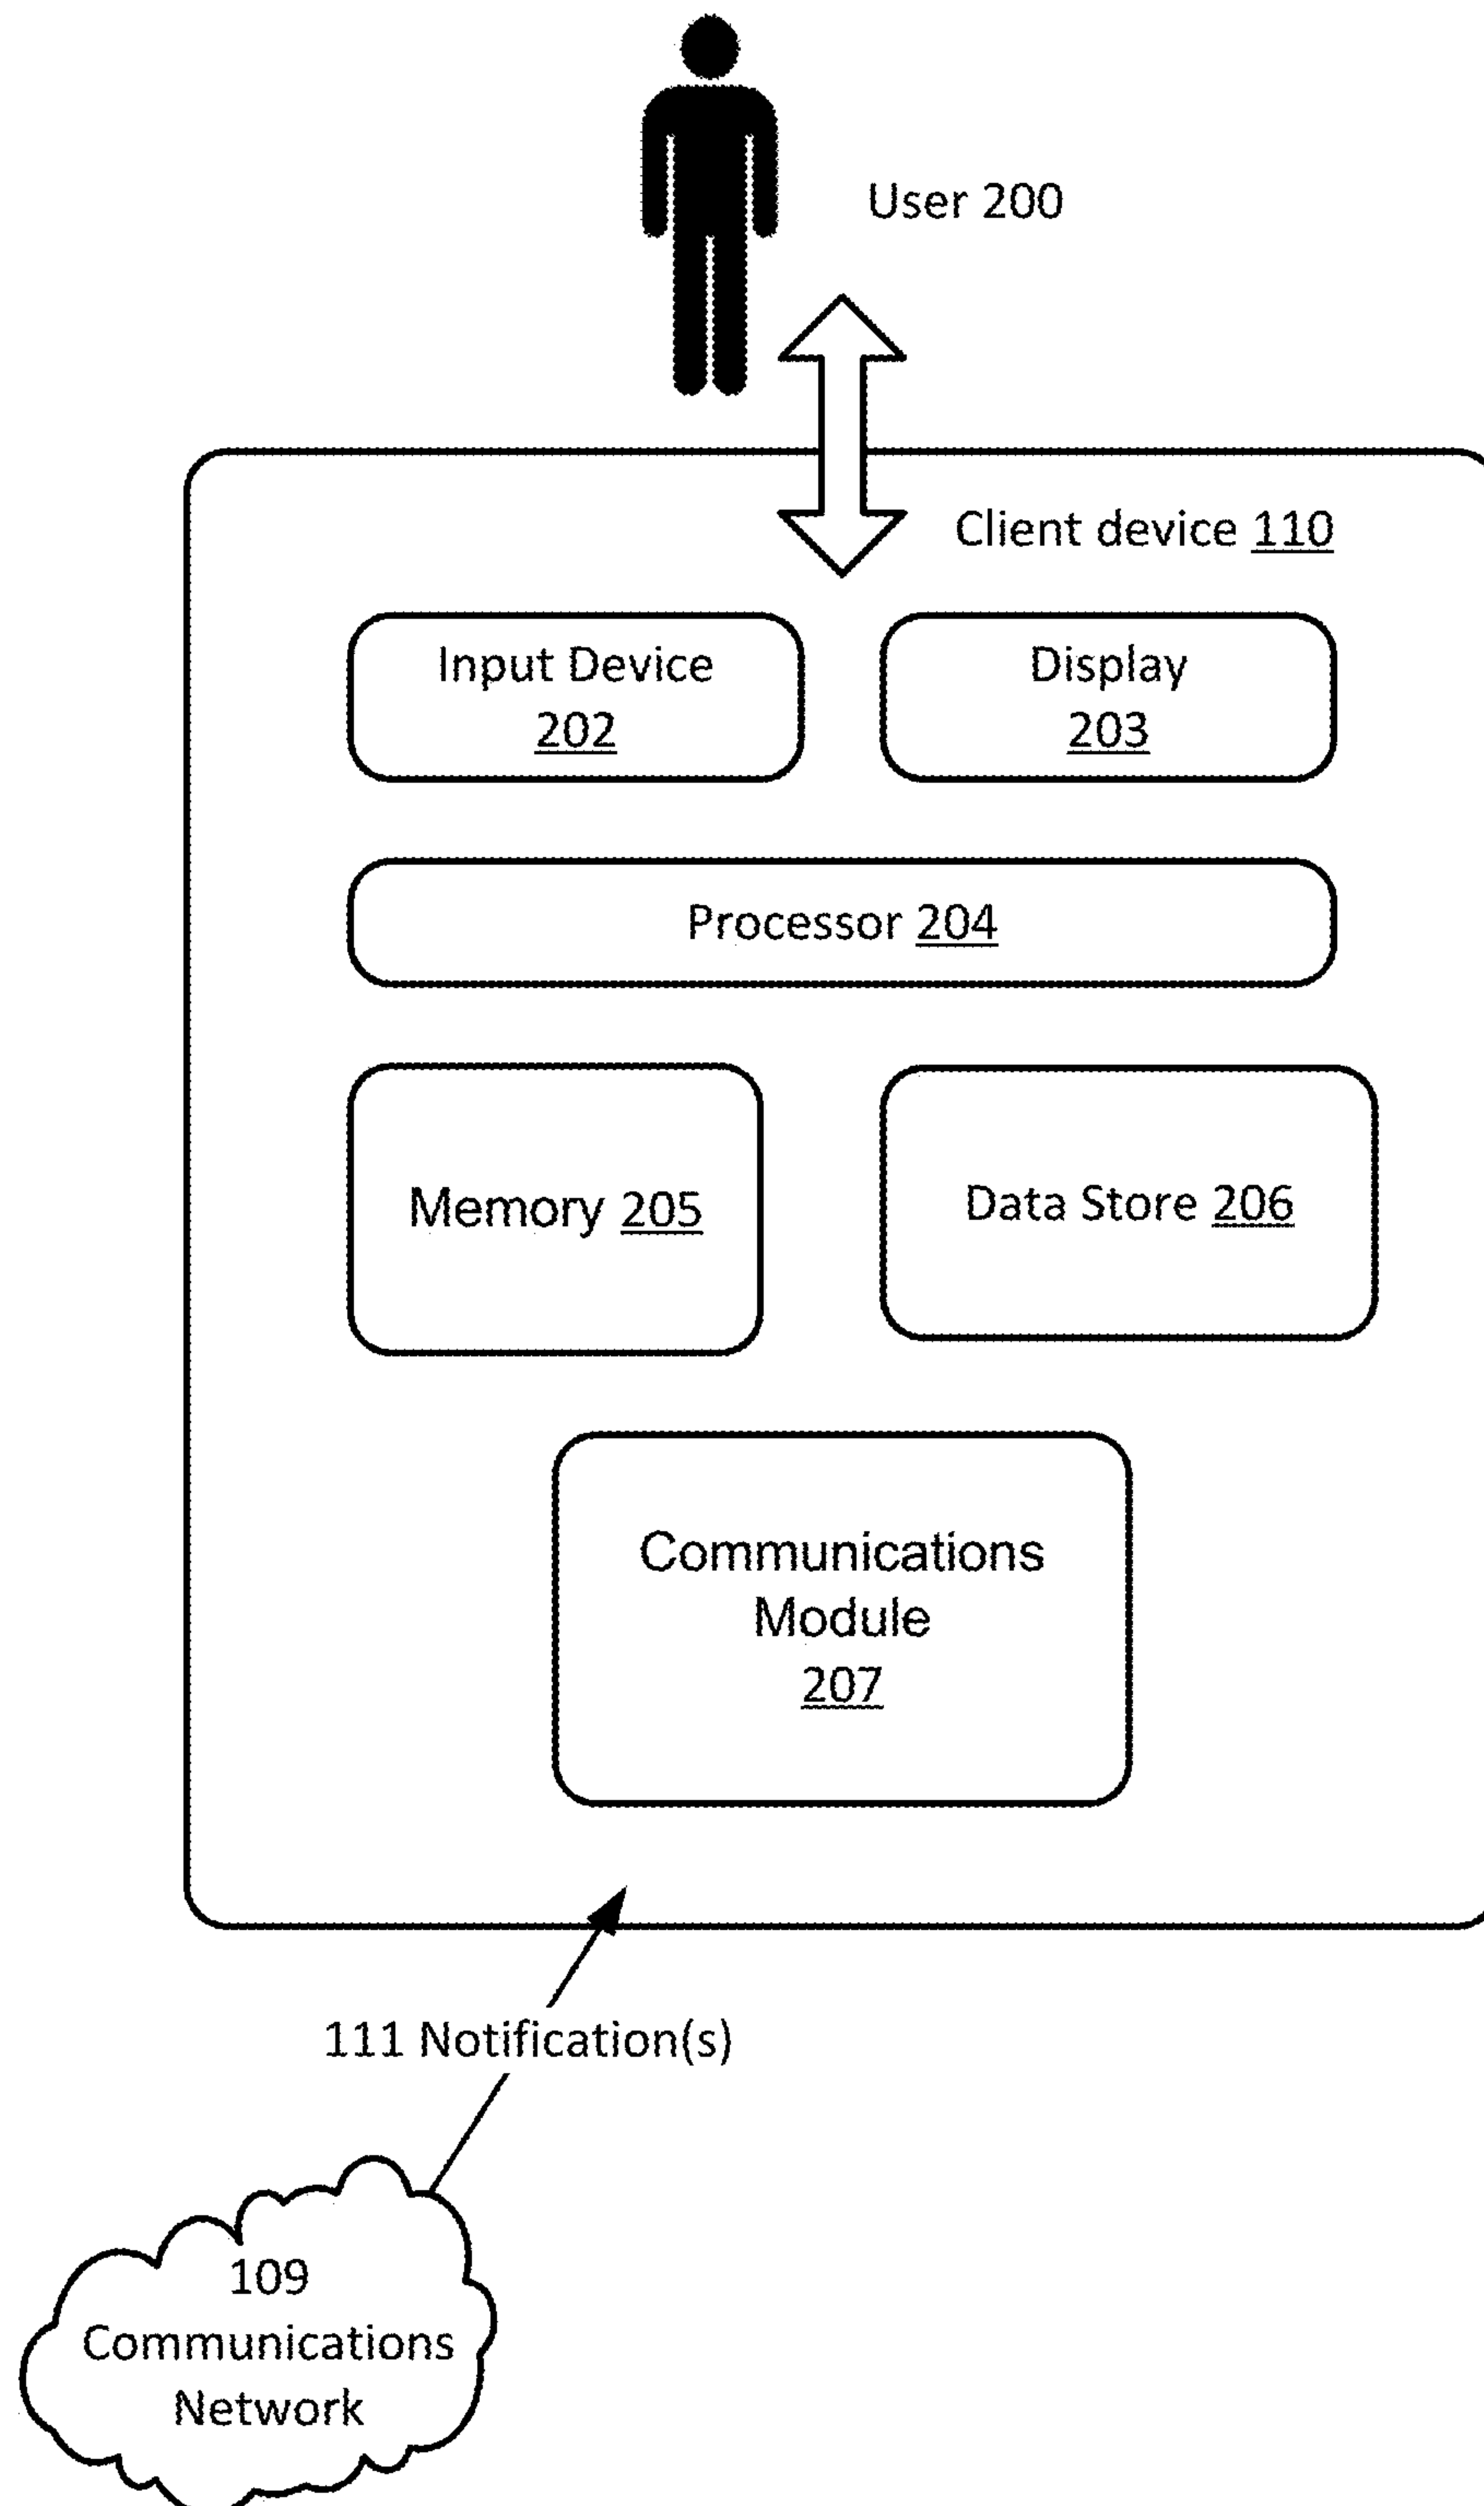 User 200
Client device 110
Input Device
202
Display
203
Processor 204
Memory 205
Data Store 206
Communications
Module
207
111 Notification(s)
109
Communications
Network